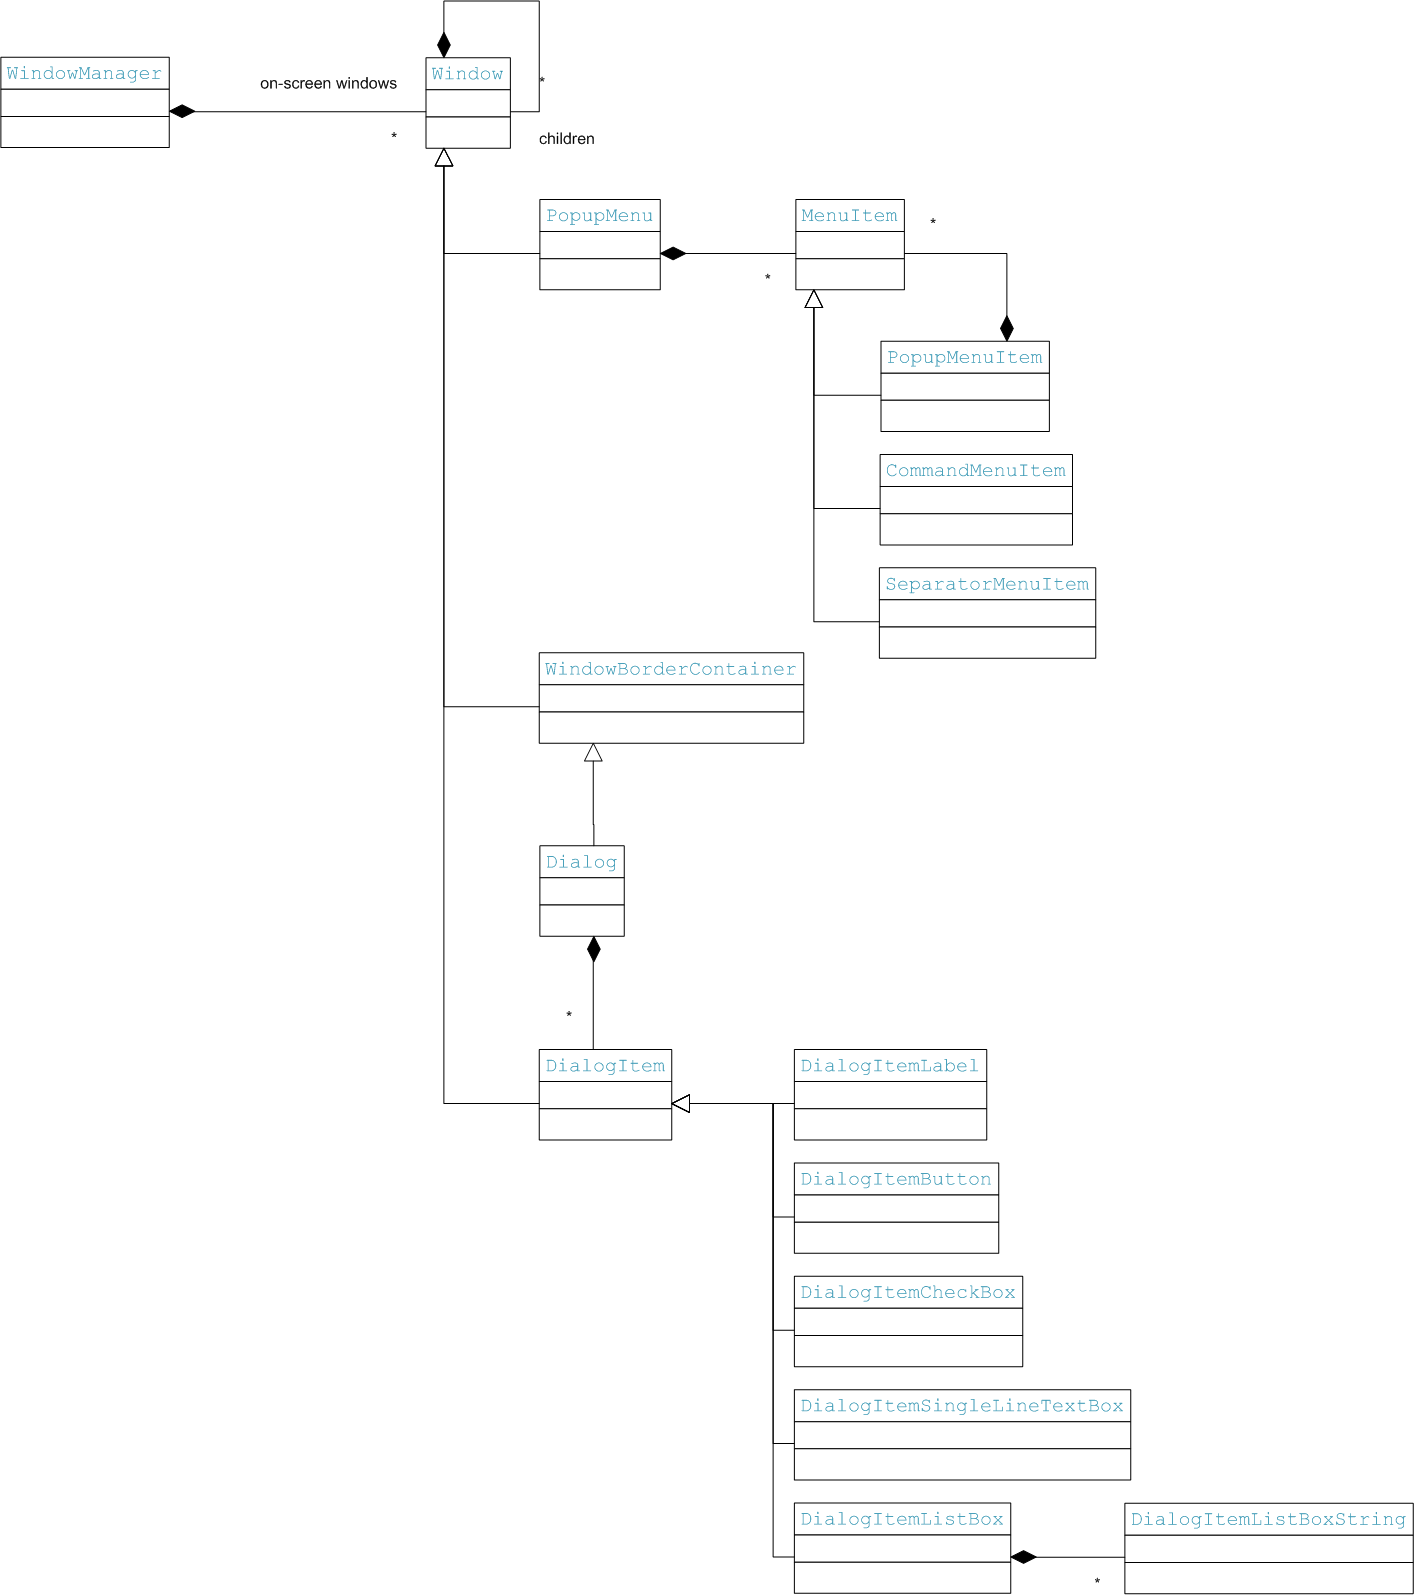 WindowManager
on-screen windows
*
Window
*
children
PopupMenu
*
MenuItem
*
PopupMenuItem
CommandMenuItem
SeparatorMenuItem
WindowBorderContainer
Dialog
*
DialogItem
DialogItemLabel
DialogItemButton
DialogItemCheckBox
DialogItemSingleLineTextBox
DialogItemListBox
*
DialogItemListBoxString